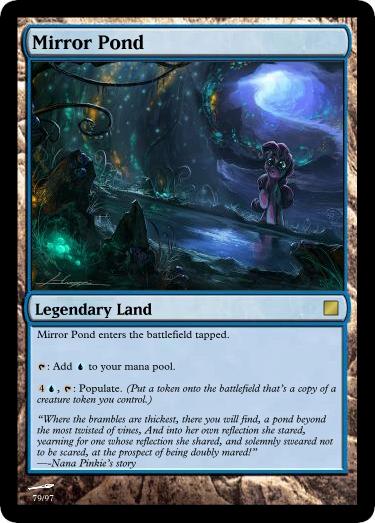 Mirror Pond
Legendary Land
Mirror Pond enters the battlefield tapped.
: Add to your mana pool.
4 , : Populate. (Put a token onto the battlefield that's a copy of a
creature token you control.)
"Where the brambles are thickest, there you will find, a pond beyond
the most twisted of vines, And into her own reflection she stared,
yearning for one whose reflection she shared, and solemnly sweared not
to be scared, at the prospect of being doubly mared!"
—-Nana Pinkie's story
79/97